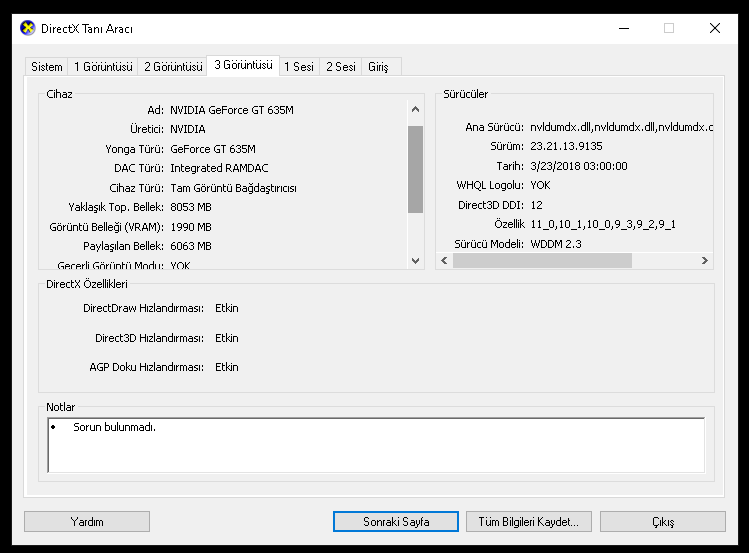 DirectX Tanı Aracı
Sistem 1 Görüntüsü 2 Görüntüsü 3 Görüntüsü 1 Sesi 2 Sesi Giriş
Cihaz
Ad: NVIDIA GeForce GT 635M
Üretici: NVIDIA
Yonga Türü: GeForce GT 635M
DAC Türü: Integrated RAMDAC
Cihaz Türü: Tam Görüntü Bağdaştırıcısı
Yaklaşık Top. Bellek: 8053 MB
Görüntü Belleği (VRAM): 1990 MB
Paylaşılan Bellek: 6063 MB
Geçerli Görüntü Modu: YOK
Sürücüler
Ana Sürücü: nvldumdx.dll,nvldumdx.dll,nvldumdx.d
Sürüm: 23.21.13.9135
Tarih: 3/23/2018 03:00:00
WHQL Logolu: YOK
Direct3D DDI: 12
Özellik 11_0,10_1,10_0,9_3,9_2,9_1
Sürücü Modeli: WDDM 2.3
DirectX Özellikleri
DirectDraw Hızlandırması: Etkin
Direct3D Hızlandırması: Etkin
AGP Doku Hızlandırması: Etkin
Notlar
• Sorun bulunmadı.
Yardım Sonraki Sayfa Tüm Bilgileri Kaydet... Çıkış